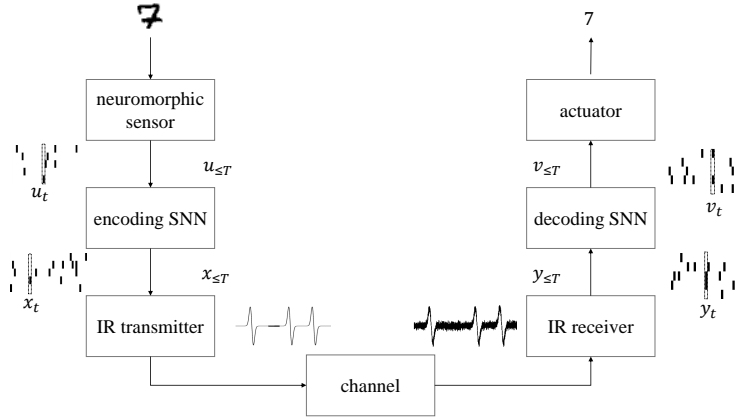 7
neuromorphic
sensor
u≤T
u_t
encoding SNN
x≤T
x_t
IR transmitter
channel
IR receiver
y≤T
y_t
decoding SNN
v≤T
v_t
actuator
7